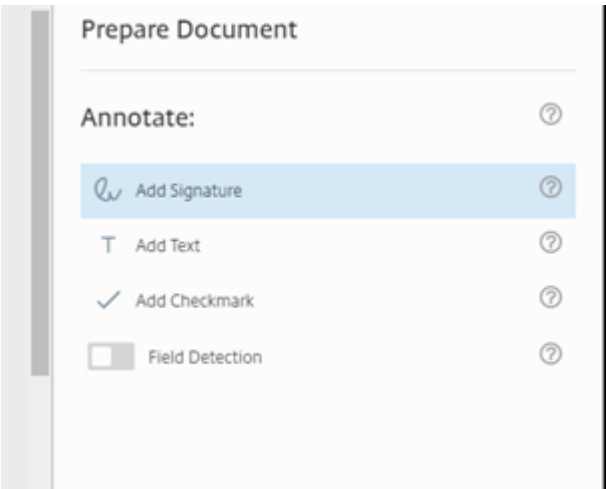 Prepare Document
Annotate:
Add Signature
T Add Text
Add Checkmark
Field Detection